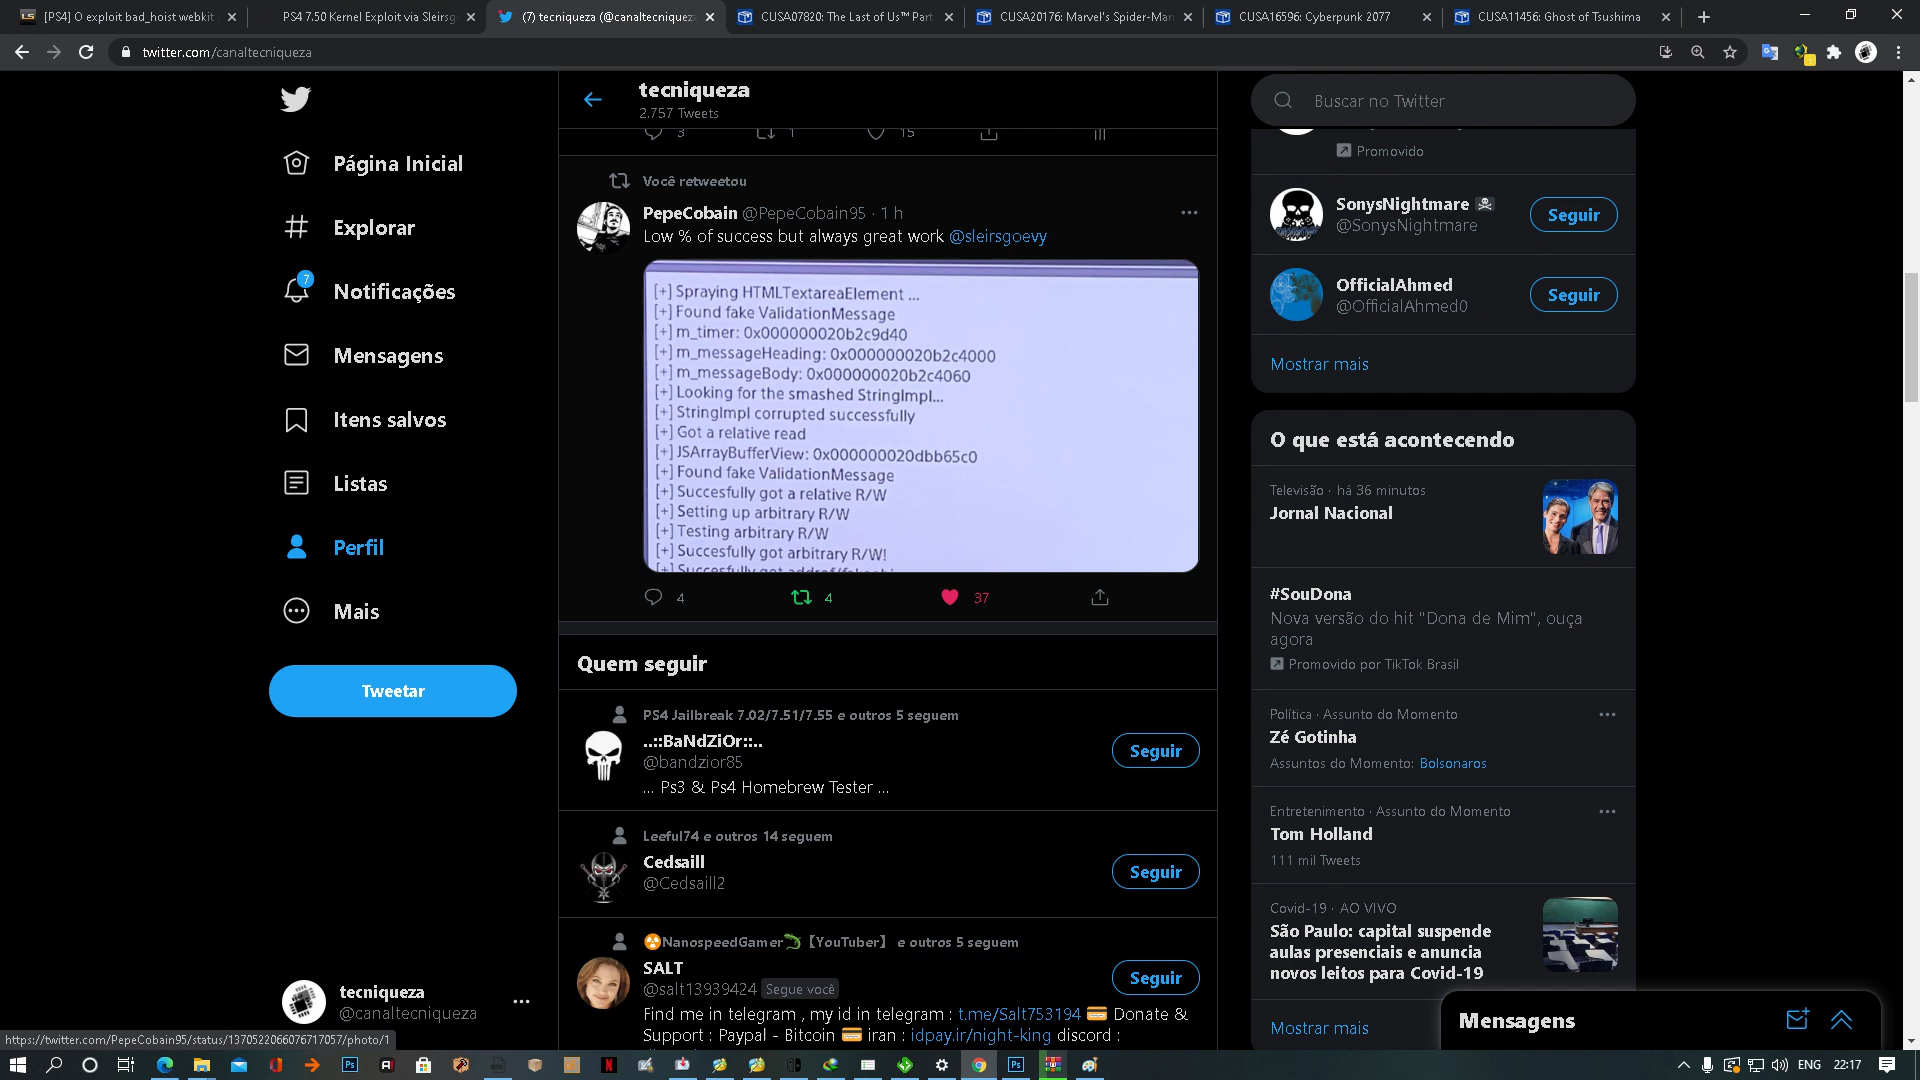 [PS4] O exploit bad_hoist webkit
PS4 7.50 Kernel Exploit via Sleirsg
(7) tecniqueza (@canaltecniqueza
CUSA07820: The Last of Us™ Part
CUSA20176: Marvel's Spider-Man
CUSA16596: Cyberpunk 2077
CUSA11456: Ghost of Tsushima
twitter.com/canaltecniqueza
Página Inicial
Explorar
7
Notificações
Mensagens
Itens salvos
Listas
Perfil
Mais
Tweetar
tecniqueza
@canaltecniqueza
https://twitter.com/PepeCobain95/status/1370522066076717057/photo/1
tecniqueza
2.757 Tweets
3 1 15
Você retweetou
PepeCobain @PepeCobain95 · 1 h
Low % of success but always great work @sleirsgoevy
[+] Spraying HTMLTextareaElement ...
[+] Found fake ValidationMessage
[+] m_timer: 0x000000020b2c9d40
[+] m_messageHeading: 0x000000020b2c4000
[+] m_messageBody: 0x000000020b2c4060
[+] Looking for the smashed StringImpl...
[+] StringImpl corrupted successfully
[+] Got a relative read
[+] JSArrayBufferView: 0x000000020dbb65c0
[+] Found fake ValidationMessage
[+] Succesfully got a relative R/W
[+] Setting up arbitrary R/W
[+] Testing arbitrary R/W
[+] Succesfully got arbitrary R/W!
[+] Succesfully got
4 4 37
Quem seguir
PS4 Jailbreak 7.02/7.51/7.55 e outros 5 seguem
..::BaNdZiOr::..
@bandzior85
Seguir
... Ps3 & Ps4 Homebrew Tester ...
Leeful74 e outros 14 seguem
Cedsaill
@Cedsaill2
Seguir
☢NanospeedGamer🦐【YouTuber】 e outros 5 seguem
SALT
@salt13939424 Segue você
Seguir
Find me in telegram , my id in telegram : t.me/Salt753194 💳 Donate &
Support : Paypal - Bitcoin 💳 iran : idpay.ir/night-king discord :
Buscar no Twitter
Promovido
SonysNightmare ☠
@SonysNightmare
Seguir
OfficialAhmed
@OfficialAhmed0
Seguir
Mostrar mais
O que está acontecendo
Televisão · há 36 minutos
Jornal Nacional
#SouDona
Nova versão do hit "Dona de Mim", ouça
agora
Promovido por TikTok Brasil
Política · Assunto do Momento
Zé Gotinha
Assuntos do Momento: Bolsonaros
Entretenimento · Assunto do Momento
Tom Holland
111 mil Tweets
Covid-19 · AO VIVO
São Paulo: capital suspende
aulas presenciais e anuncia
novos leitos para Covid-19
Mostrar mais
Mensagens
ENG 22:17